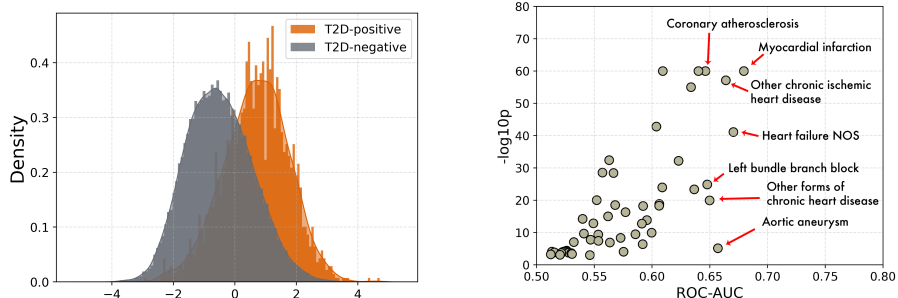 T2D-positive
T2D-negative
Density
0.4
0.3
0.2
0.1
0.0
−4
−2
0
2
4
80
70
60
50
40
30
20
10
0
-log10p
Coronary atherosclerosis
Myocardial infarction
Other chronic ischemic
heart disease
Heart failure NOS
Left bundle branch block
Other forms of
chronic heart disease
Aortic aneurysm
0.50
0.55
0.60
0.65
0.70
0.75
0.80
ROC-AUC